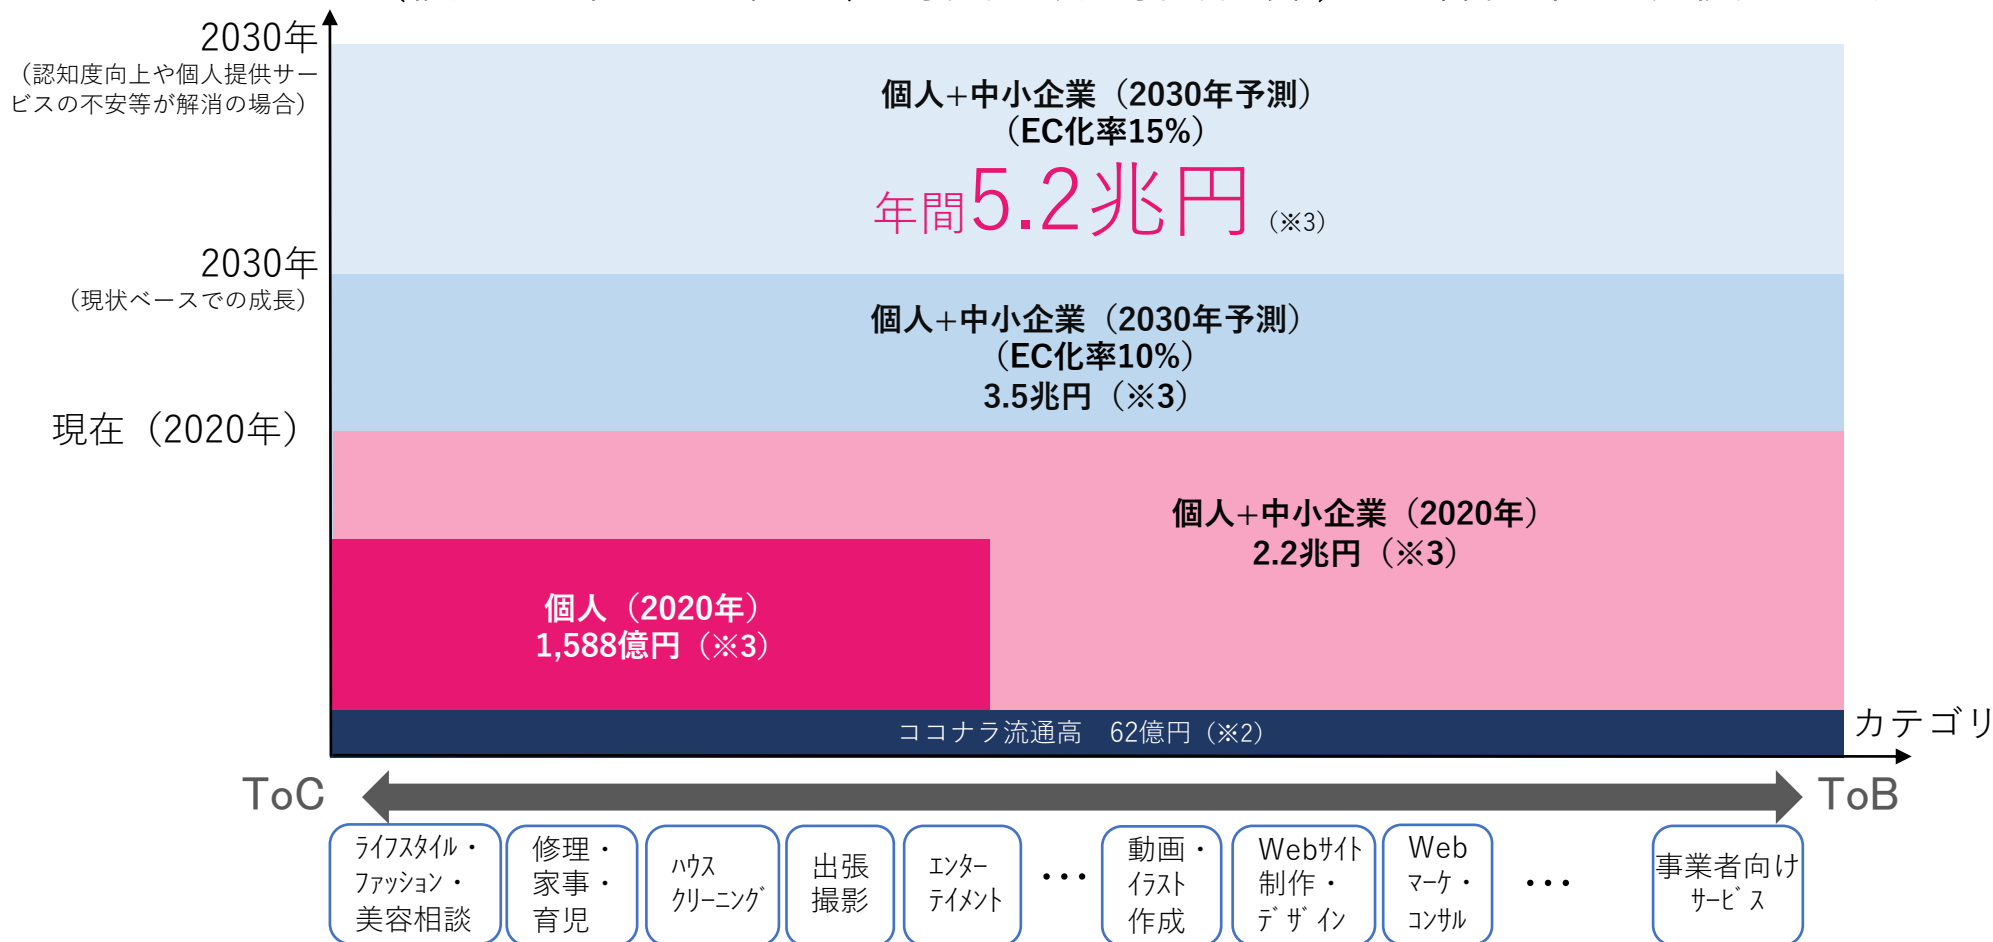 2030年
（認知度向上や個人提供サー
ビスの不安等が解消の場合）
個人+中小企業（2030年予測）
（EC化率15%）
年間5.2兆円（※3）
2030年
（現状ベースでの成長）
個人+中小企業（2030年予測）
（EC化率10%）
3.5兆円（※3）
現在（2020年）
個人+中小企業（2020年）
2.2兆円（※3）
個人（2020年）
1,588億円（※3）
ココナラ流通高　62億円（※2）
カテゴリ
ToC
ToB
ﾗｲﾌｽﾀｲﾙ・
ﾌｧｯｼｮﾝ・
美容相談
修理・
家事・
育児
ﾊｳｽ
ｸﾘｰﾆﾝｸﾞ
出張
撮影
ｴﾝﾀｰ
ﾃｲﾒﾝﾄ
…
動画・
ｲﾗｽﾄ
作成
Webｻｲﾄ
制作・
ﾃﾞｻﾞｲﾝ
Web
ﾏｰｹ・
ｺﾝｻﾙ
…
事業者向け
ｻｰﾋﾞｽ